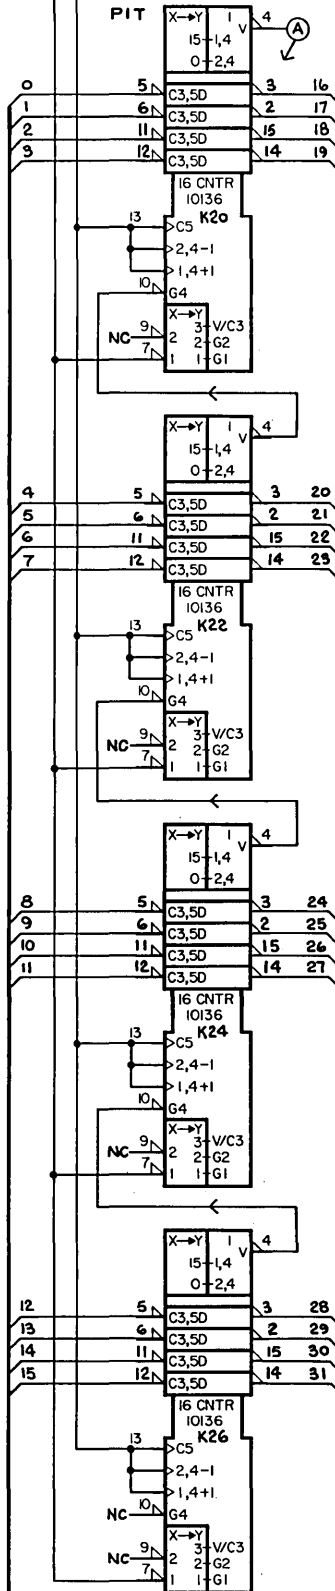 PIT
X→Y 1 4
V A
15 1,4
0 2,4
0 5 C3,5D 3 16
1 6 C3,5D 2 17
2 11 C3,5D 15 18
3 12 C3,5D 14 19
16 CNTR
10136
K20
13 C5
2,4-1
1,4+1
10 G4
X→Y
NC 9 2 3 V/C3
2 G2
7 1 1 G1
X→Y 1 4
V
15 1,4
0 2,4
4 5 C3,5D 3 20
5 6 C3,5D 2 21
6 11 C3,5D 15 22
7 12 C3,5D 14 23
16 CNTR
10136
K22
13 C5
2,4-1
1,4+1
10 G4
X→Y
NC 9 2 3 V/C3
2 G2
7 1 1 G1
X→Y 1 4
V
15 1,4
0 2,4
8 5 C3,5D 3 24
9 6 C3,5D 2 25
10 11 C3,5D 15 26
11 12 C3,5D 14 27
16 CNTR
10136
K24
13 C5
2,4-1
1,4+1
10 G4
X→Y
NC 9 2 3 V/C3
2 G2
7 1 1 G1
X→Y 1 4
V
15 1,4
0 2,4
12 5 C3,5D 3 28
13 6 C3,5D 2 29
14 11 C3,5D 15 30
15 12 C3,5D 14 31
16 CNTR
10136
K26
13 C5
2,4-1
1,4+1
NC 10 G4
X→Y
NC 9 2 3 V/C3
2 G2
7 1 1 G1